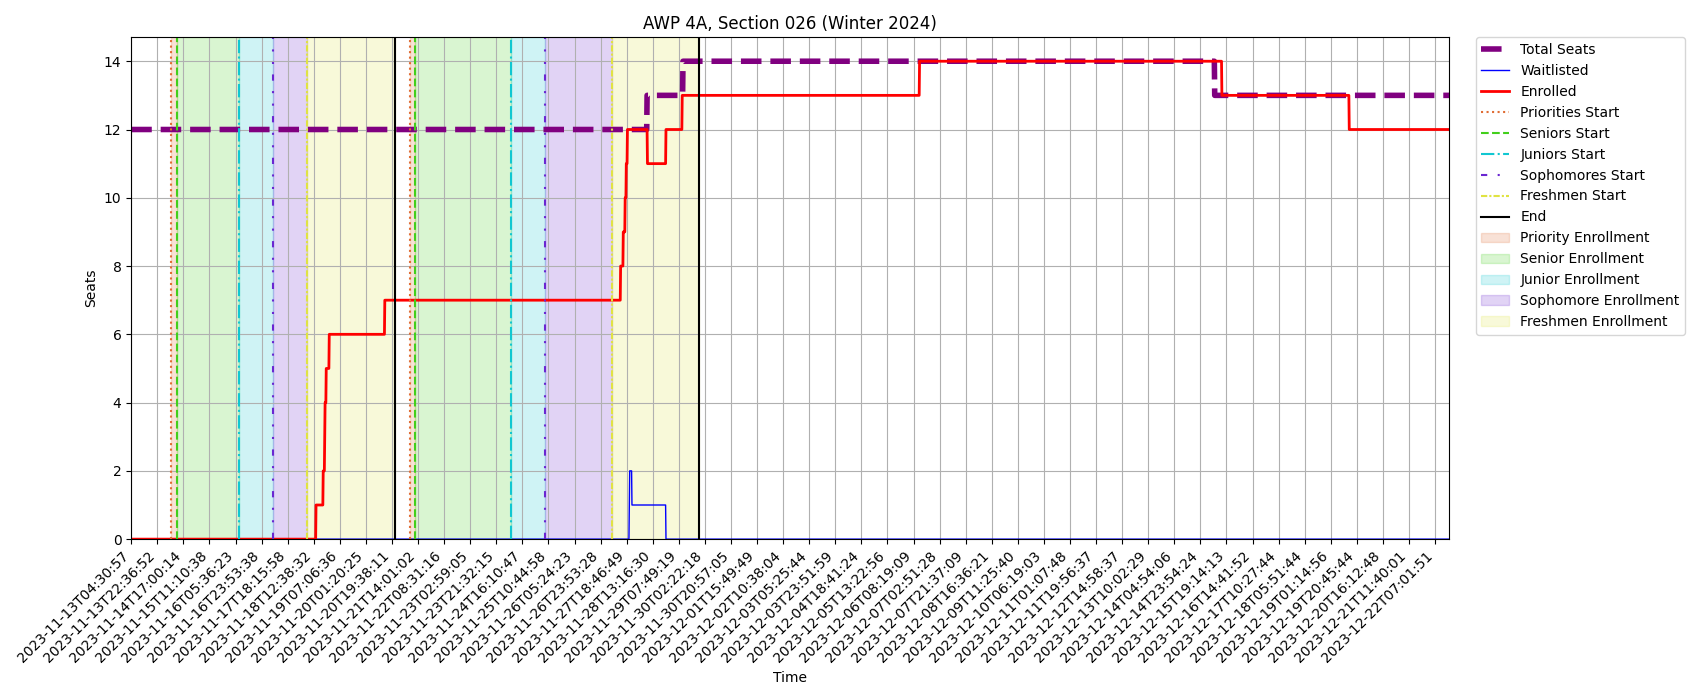 AWP 4A, Section 026 (Winter 2024)
Seats
14
12
10
8
6
4
2
0
2023-11-13T04:30:57
2023-11-13T22:36:52
2023-11-14T17:00:14
2023-11-15T11:10:38
2023-11-16T05:36:23
2023-11-16T23:53:38
2023-11-17T18:15:58
2023-11-18T12:38:32
2023-11-19T07:06:36
2023-11-20T01:20:25
2023-11-20T19:38:11
2023-11-21T14:01:02
2023-11-22T08:31:16
2023-11-23T02:59:05
2023-11-23T21:32:15
2023-11-24T16:10:47
2023-11-25T10:44:58
2023-11-26T05:24:23
2023-11-26T23:53:28
2023-11-27T18:46:49
2023-11-28T13:16:30
2023-11-29T07:49:19
2023-11-30T02:22:18
2023-11-30T20:57:05
2023-12-01T15:49:49
2023-12-02T10:38:04
2023-12-03T05:25:44
2023-12-03T23:51:59
2023-12-04T18:41:24
2023-12-05T13:22:56
2023-12-06T08:19:09
2023-12-07T02:51:28
2023-12-07T21:37:09
2023-12-08T16:36:21
2023-12-09T11:25:40
2023-12-10T06:19:03
2023-12-11T01:07:48
2023-12-11T19:56:37
2023-12-12T14:58:37
2023-12-13T10:02:29
2023-12-14T04:54:06
2023-12-14T23:54:24
2023-12-15T19:14:13
2023-12-16T14:41:52
2023-12-17T10:27:44
2023-12-18T05:51:44
2023-12-19T01:14:56
2023-12-19T20:45:44
2023-12-20T16:12:48
2023-12-21T11:40:01
2023-12-22T07:01:51
Time
Total Seats
Waitlisted
Enrolled
Priorities Start
Seniors Start
Juniors Start
Sophomores Start
Freshmen Start
End
Priority Enrollment
Senior Enrollment
Junior Enrollment
Sophomore Enrollment
Freshmen Enrollment